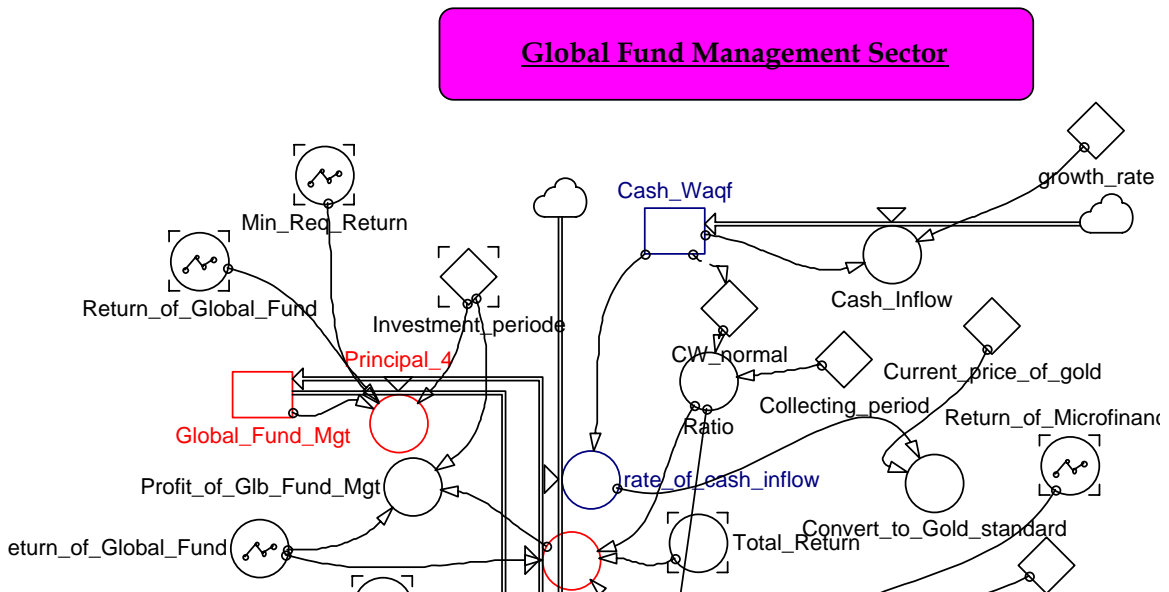 Global Fund Management Sector
growth_rate
Cash_Waqf
Min_Req_Return
Return_of_Global_Fund
Cash_Inflow
Investment_periode
CW_normal
Principal_4
Current_price_of_gold
Collecting_period
Return_of_Microfinanc
Ratio
Global_Fund_Mgt
rate_of_cash_inflow
Profit_of_Glb_Fund_Mgt
Convert_to_Gold_standard
eturn_of_Global_Fund
Total_Return